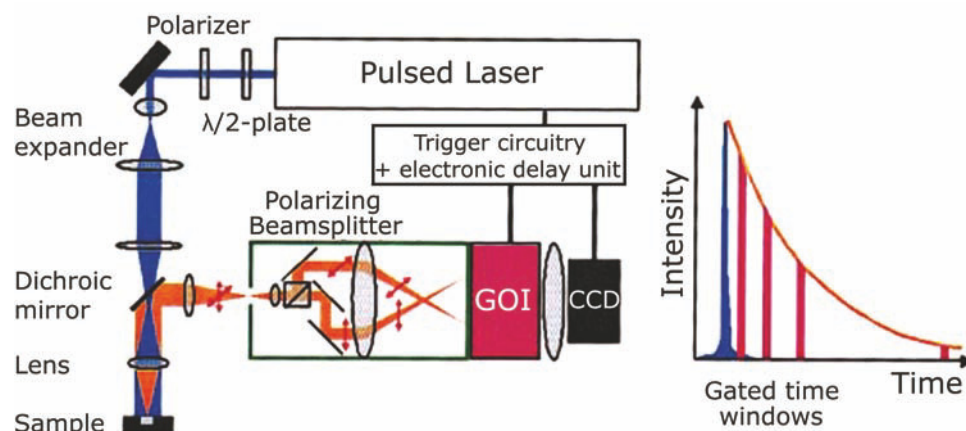 Polarizer
Pulsed Laser
λ/2-plate
Beam
expander
Trigger circuitry
+ electronic delay unit
Polarizing
Beamsplitter
Dichroic
mirror
GOI
CCD
Lens
Sample
Intensity
Time
Gated time
windows